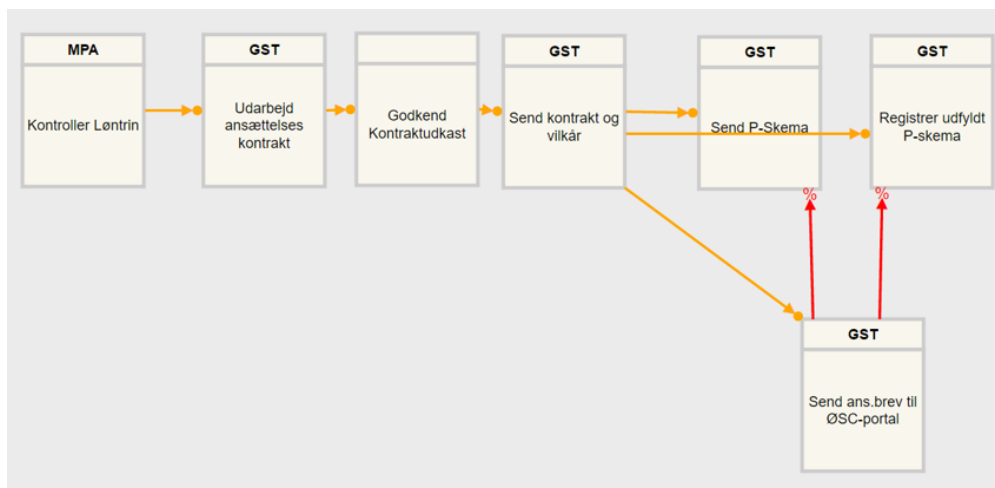 MPA
Kontroller Løntrin
GST
Udarbejd
ansættelses
kontrakt
Godkend
Kontraktudkast
GST
Send kontrakt og
vilkår
GST
Send P-Skema
GST
Registrer udfyldt
P-skema
%
%
GST
Send ans.brev til
ØSC-portal